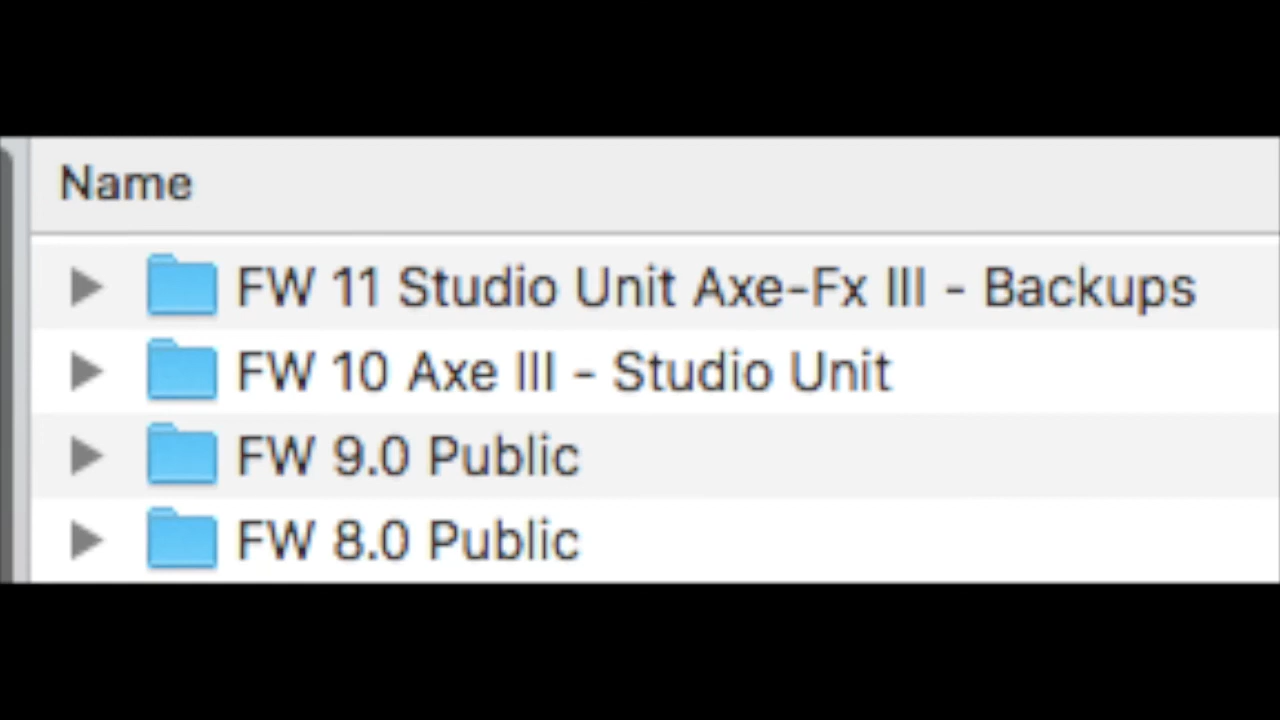 Name
FW 11 Studio Unit Axe-Fx III - Backups
FW 10 Axe III - Studio Unit
FW 9.0 Public
FW 8.0 Public